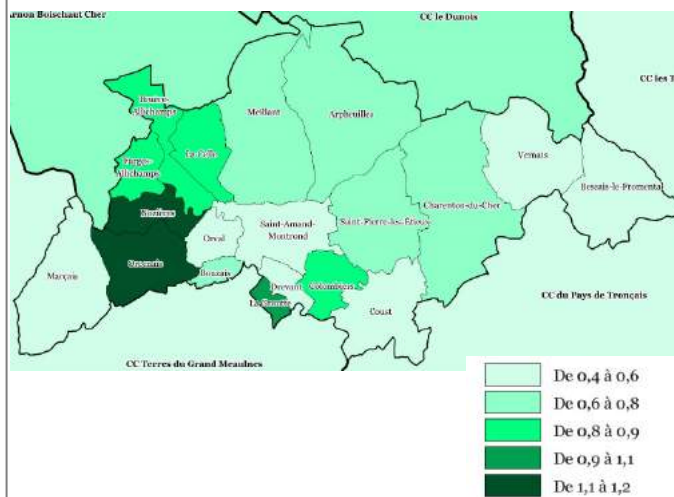 arnon Boischaut Cher
CC le Dunois
CC les T
Bruère-
Allichamps
Meillant
Arpheuilles
La Celle
Vernais
Farges-
Allichamps
Bessais-le-Fromental
Charenton-du-Cher
Nozières
Saint-Amand-
Montrond
Saint-Pierre-les-Étieux
Orval
Orcenais
Marçais
Bouzais
Drevant
Colombiers
La Groutte
Coust
CC du Pays de Tronçais
CC Terres du Grand Meaulnes
De 0,4 à 0,6
De 0,6 à 0,8
De 0,8 à 0,9
De 0,9 à 1,1
De 1,1 à 1,2